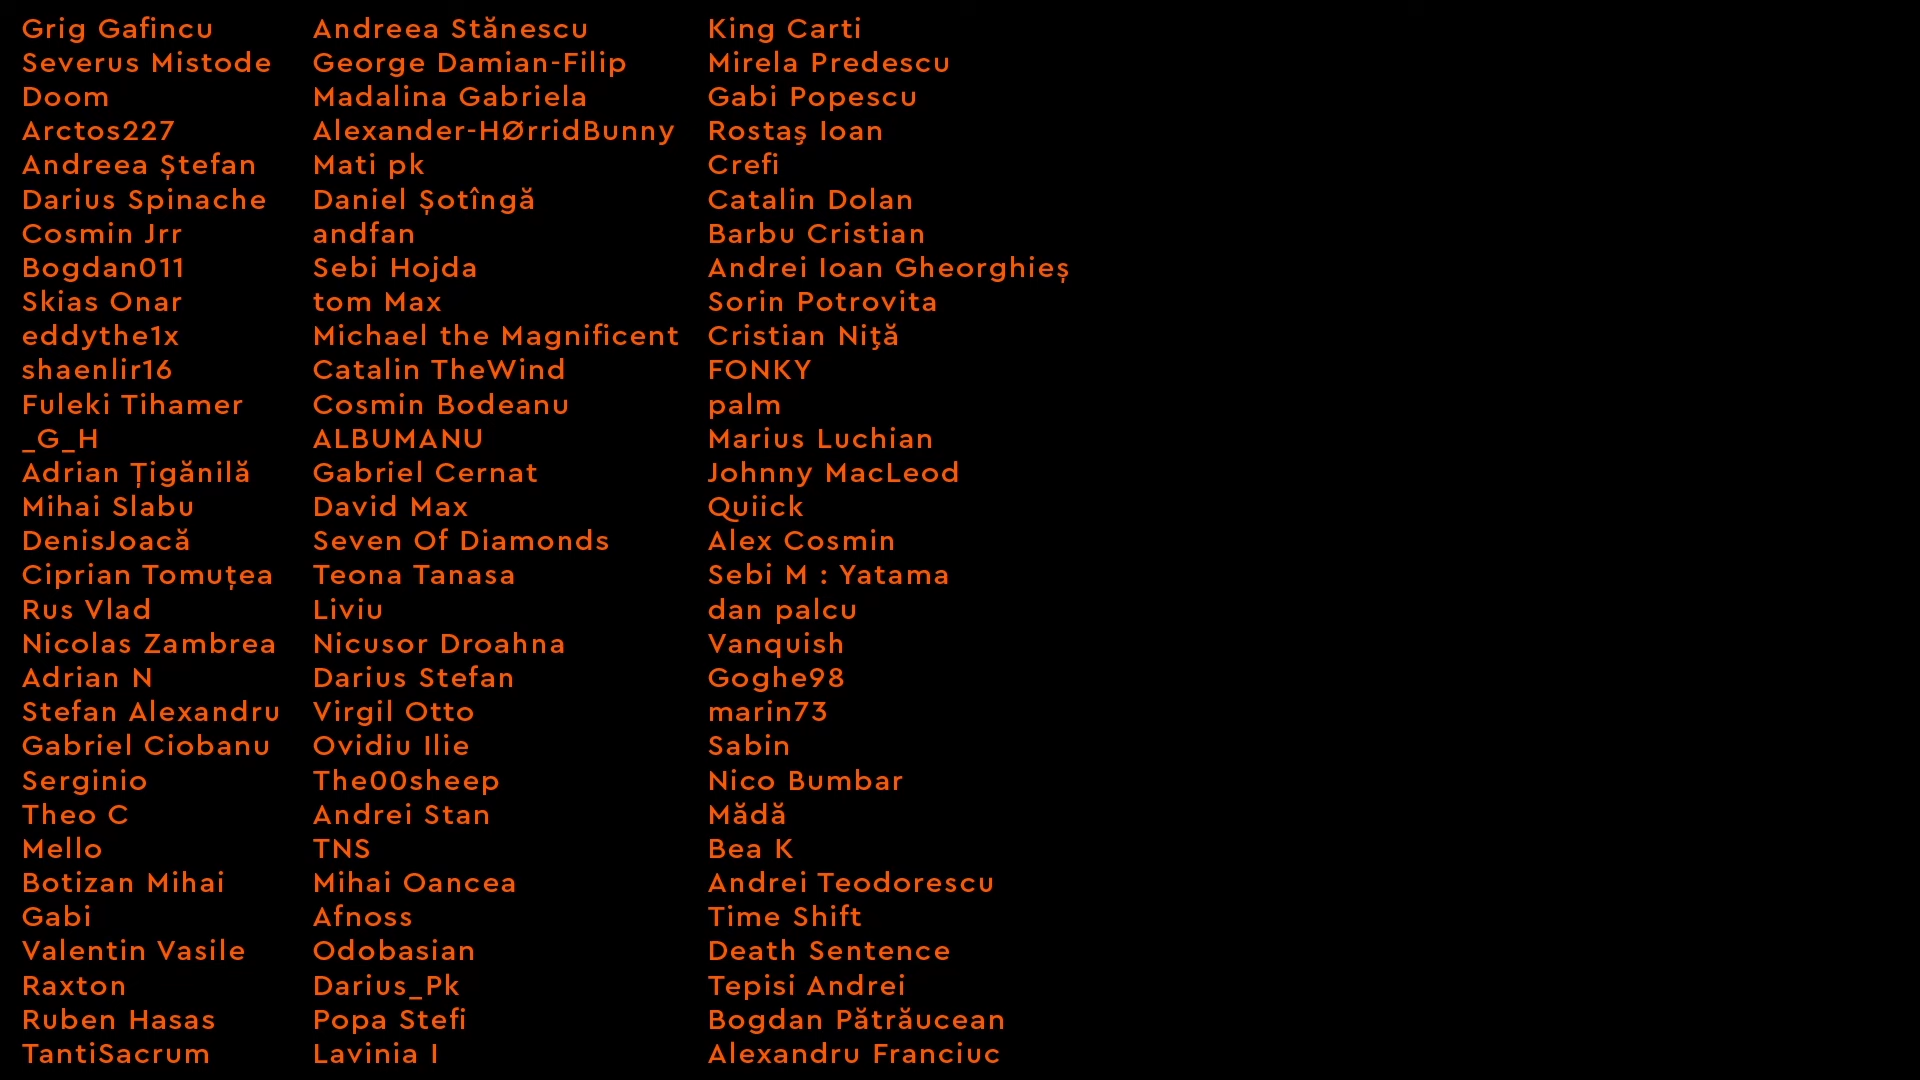 Grig Gafincu
Severus Mistode
Doom
Arctos227
Andreea Ștefan
Darius Spinache
Cosmin Jrr
Bogdan011
Skias Onar
eddythe1x
shaenlir16
Fuleki Tihamer
_G_H
Adrian Țigănilă
Mihai Slabu
DenisJoacă
Ciprian Tomuțea
Rus Vlad
Nicolas Zambrea
Adrian N
Stefan Alexandru
Gabriel Ciobanu
Serginio
Theo C
Mello
Botizan Mihai
Gabi
Valentin Vasile
Raxton
Ruben Hasas
TantiSacrum
Andreea Stănescu
George Damian-Filip
Madalina Gabriela
Alexander-HØrridBunny
Mati pk
Daniel Șotîngă
andfan
Sebi Hojda
tom Max
Michael the Magnificent
Catalin TheWind
Cosmin Bodeanu
ALBUMANU
Gabriel Cernat
David Max
Seven Of Diamonds
Teona Tanasa
Liviu
Nicusor Droahna
Darius Stefan
Virgil Otto
Ovidiu Ilie
The00sheep
Andrei Stan
TNS
Mihai Oancea
Afnoss
Odobasian
Darius_Pk
Popa Stefi
Lavinia I
King Carti
Mirela Predescu
Gabi Popescu
Rostaş Ioan
Crefi
Catalin Dolan
Barbu Cristian
Andrei Ioan Gheorghieș
Sorin Potrovita
Cristian Niţă
FONKY
palm
Marius Luchian
Johnny MacLeod
Quiick
Alex Cosmin
Sebi M : Yatama
dan palcu
Vanquish
Goghe98
marin73
Sabin
Nico Bumbar
Mădă
Bea K
Andrei Teodorescu
Time Shift
Death Sentence
Tepisi Andrei
Bogdan Pătrăucean
Alexandru Franciuc